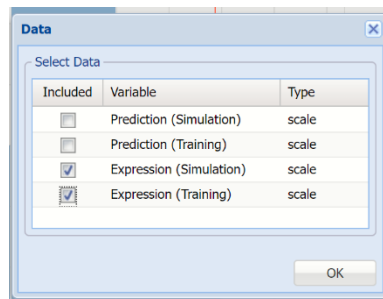 Data
Select Data
Included Variable Type
Prediction (Simulation) scale
Prediction (Training) scale
Expression (Simulation) scale
Expression (Training) scale
OK